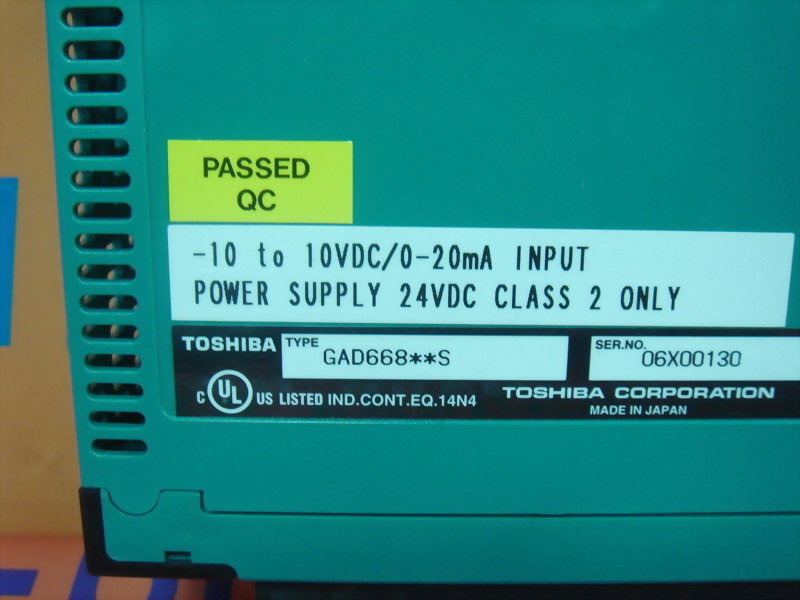 PASSED
QC
-10 to 10VDC/0-20mA INPUT
POWER SUPPLY 24VDC CLASS 2 ONLY
TOSHIBA TYPE GAD668**S SER.NO. 06X00130
C UL US LISTED IND.CONT.EQ.14N4 TOSHIBA CORPORATION
MADE IN JAPAN